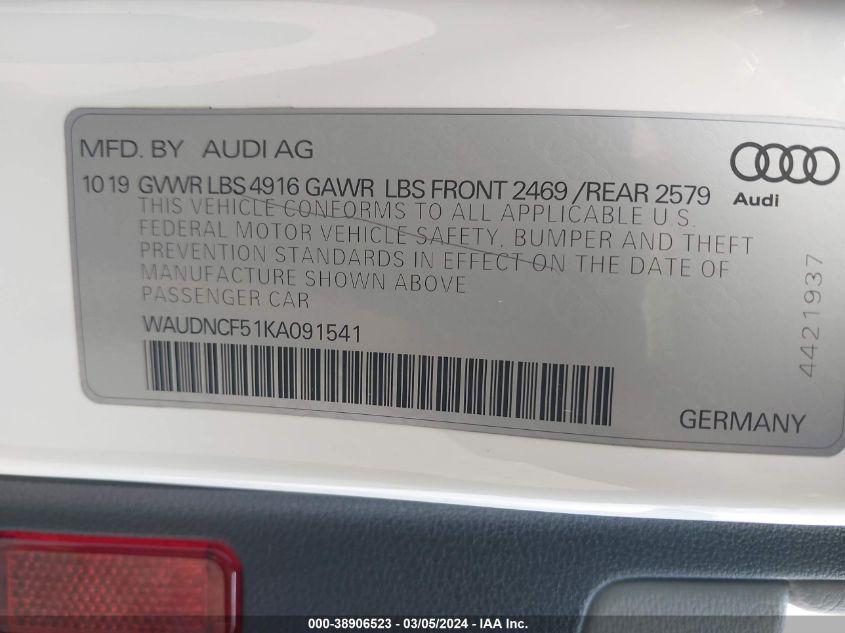 MFD. BY AUDI AG
10 19 GVWR LBS 4916 GAWR LBS FRONT 2469 /REAR 2579
Audi
THIS VEHICLE CONFORMS TO ALL APPLICABLE U.S.
FEDERAL MOTOR VEHICLE SAFETY, BUMPER AND THEFT
PREVENTION STANDARDS IN EFFECT ON THE DATE OF
MANUFACTURE SHOWN ABOVE
PASSENGER CAR
WAUDNCF51KA091541
4421937
GERMANY
000-38906523 - 03/05/2024 - IAA Inc.